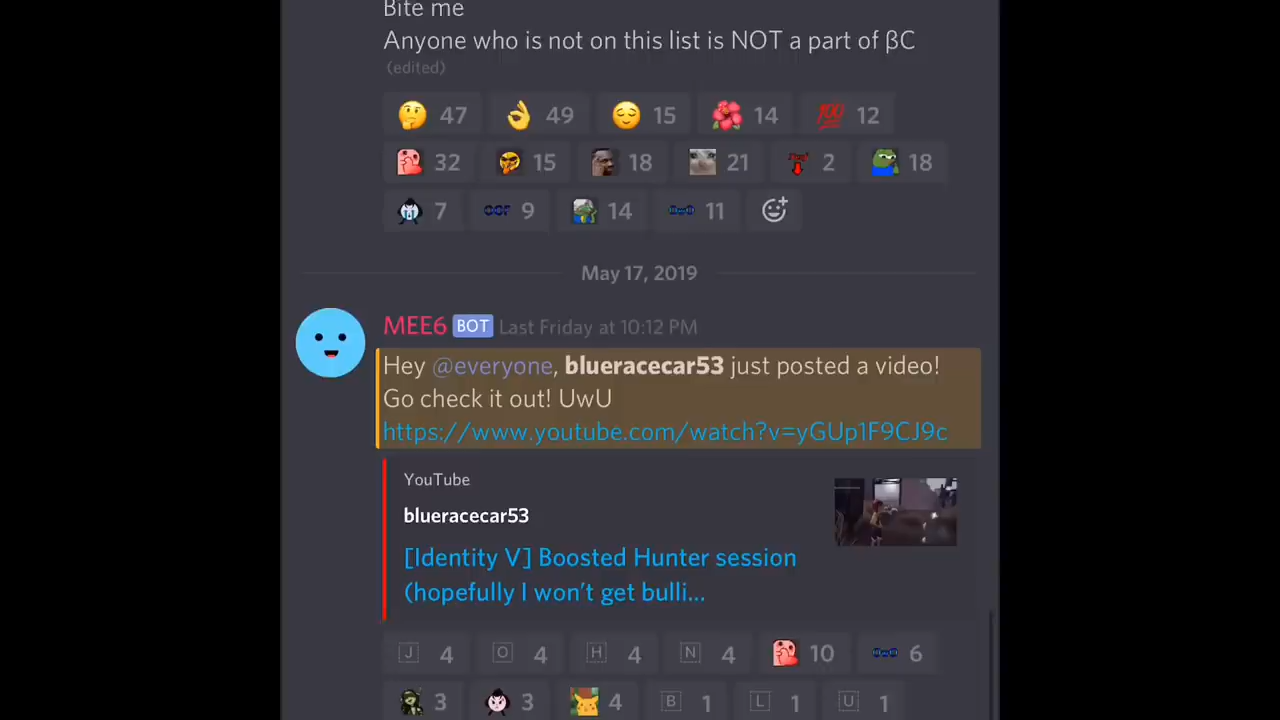 Bite me
Anyone who is not on this list is NOT a part of βC
(edited)
47 49 15 14 100 12
32 15 18 21 2 18
7 OOF 9 14 OwO 11
May 17, 2019
MEE6 BOT Last Friday at 10:12 PM
Hey @everyone, blueracecar53 just posted a video!
Go check it out! UwU
https://www.youtube.com/watch?v=yGUp1F9CJ9c
YouTube
blueracecar53
[Identity V] Boosted Hunter session
(hopefully I won't get bulli...
J 4 O 4 H 4 N 4 10 OwO 6
3 3 4 B 1 L 1 U 1